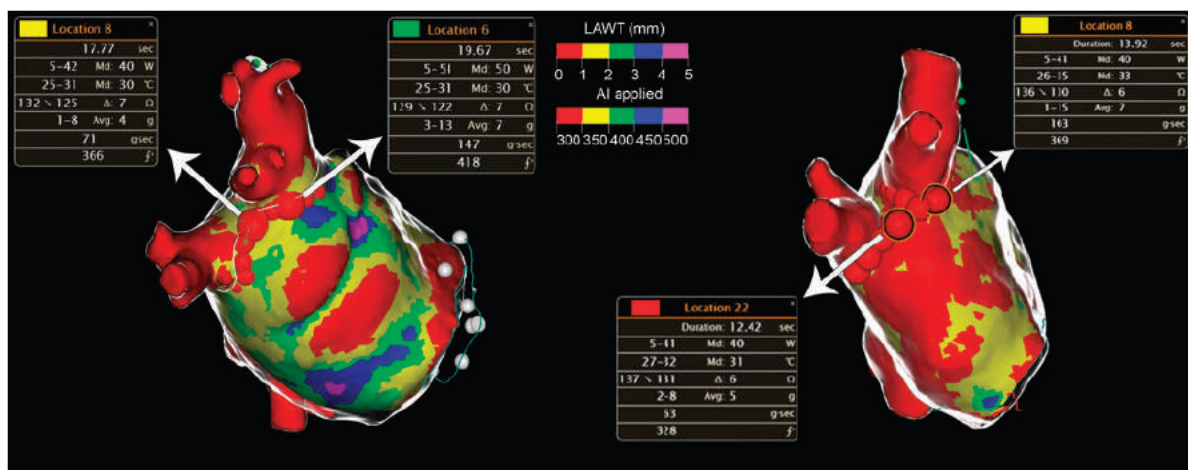 Location 8
17.77 sec
5-42 Md: 40 W
25-31 Md: 30 °C
132 ↘ 125 Δ: 7 Ω
1-8 Avg: 4 g
71 gsec
366
Location 6
19.67 sec
5-51 Md: 50 W
25-31 Md: 30 °C
129 ↘ 122 Δ: 7 Ω
3-13 Avg: 7 g
147 g·sec
418
LAWT (mm)
0 1 2 3 4 5
AI applied
300 350 400 450 500
Location 8
Duration: 13.92 sec
5-41 Md: 40 W
26-35 Md: 33 °C
136 ↘ 130 Δ: 6 Ω
1-15 Avg: 7 g
103 g·sec
369
Location 22
Duration: 12.42 sec
5-41 Md: 40 W
27-32 Md: 31 °C
137 ↘ 131 Δ: 6 Ω
2-8 Avg: 5 g
63 g·sec
328